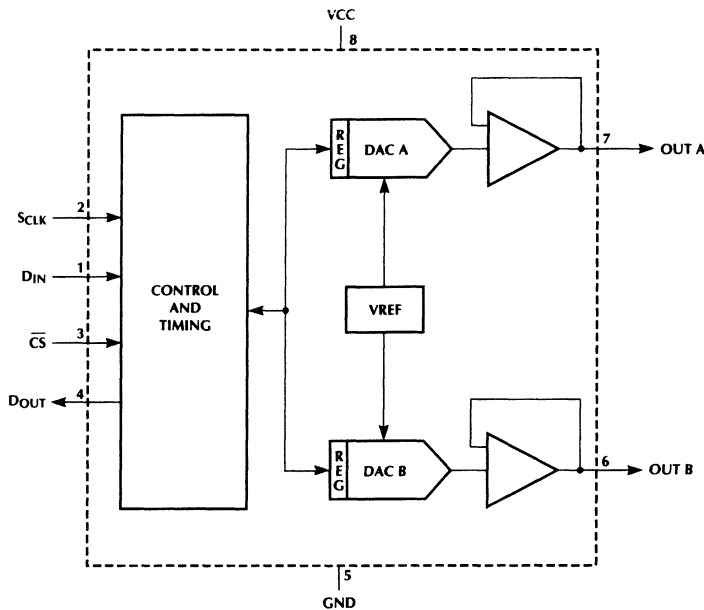 VCC
8
REG
DAC A
7
OUT A
SCLK
2
DIN
1
CONTROL
AND
TIMING
VREF
C̅S̅
3
DOUT
4
REG
DAC B
6
OUT B
5
GND